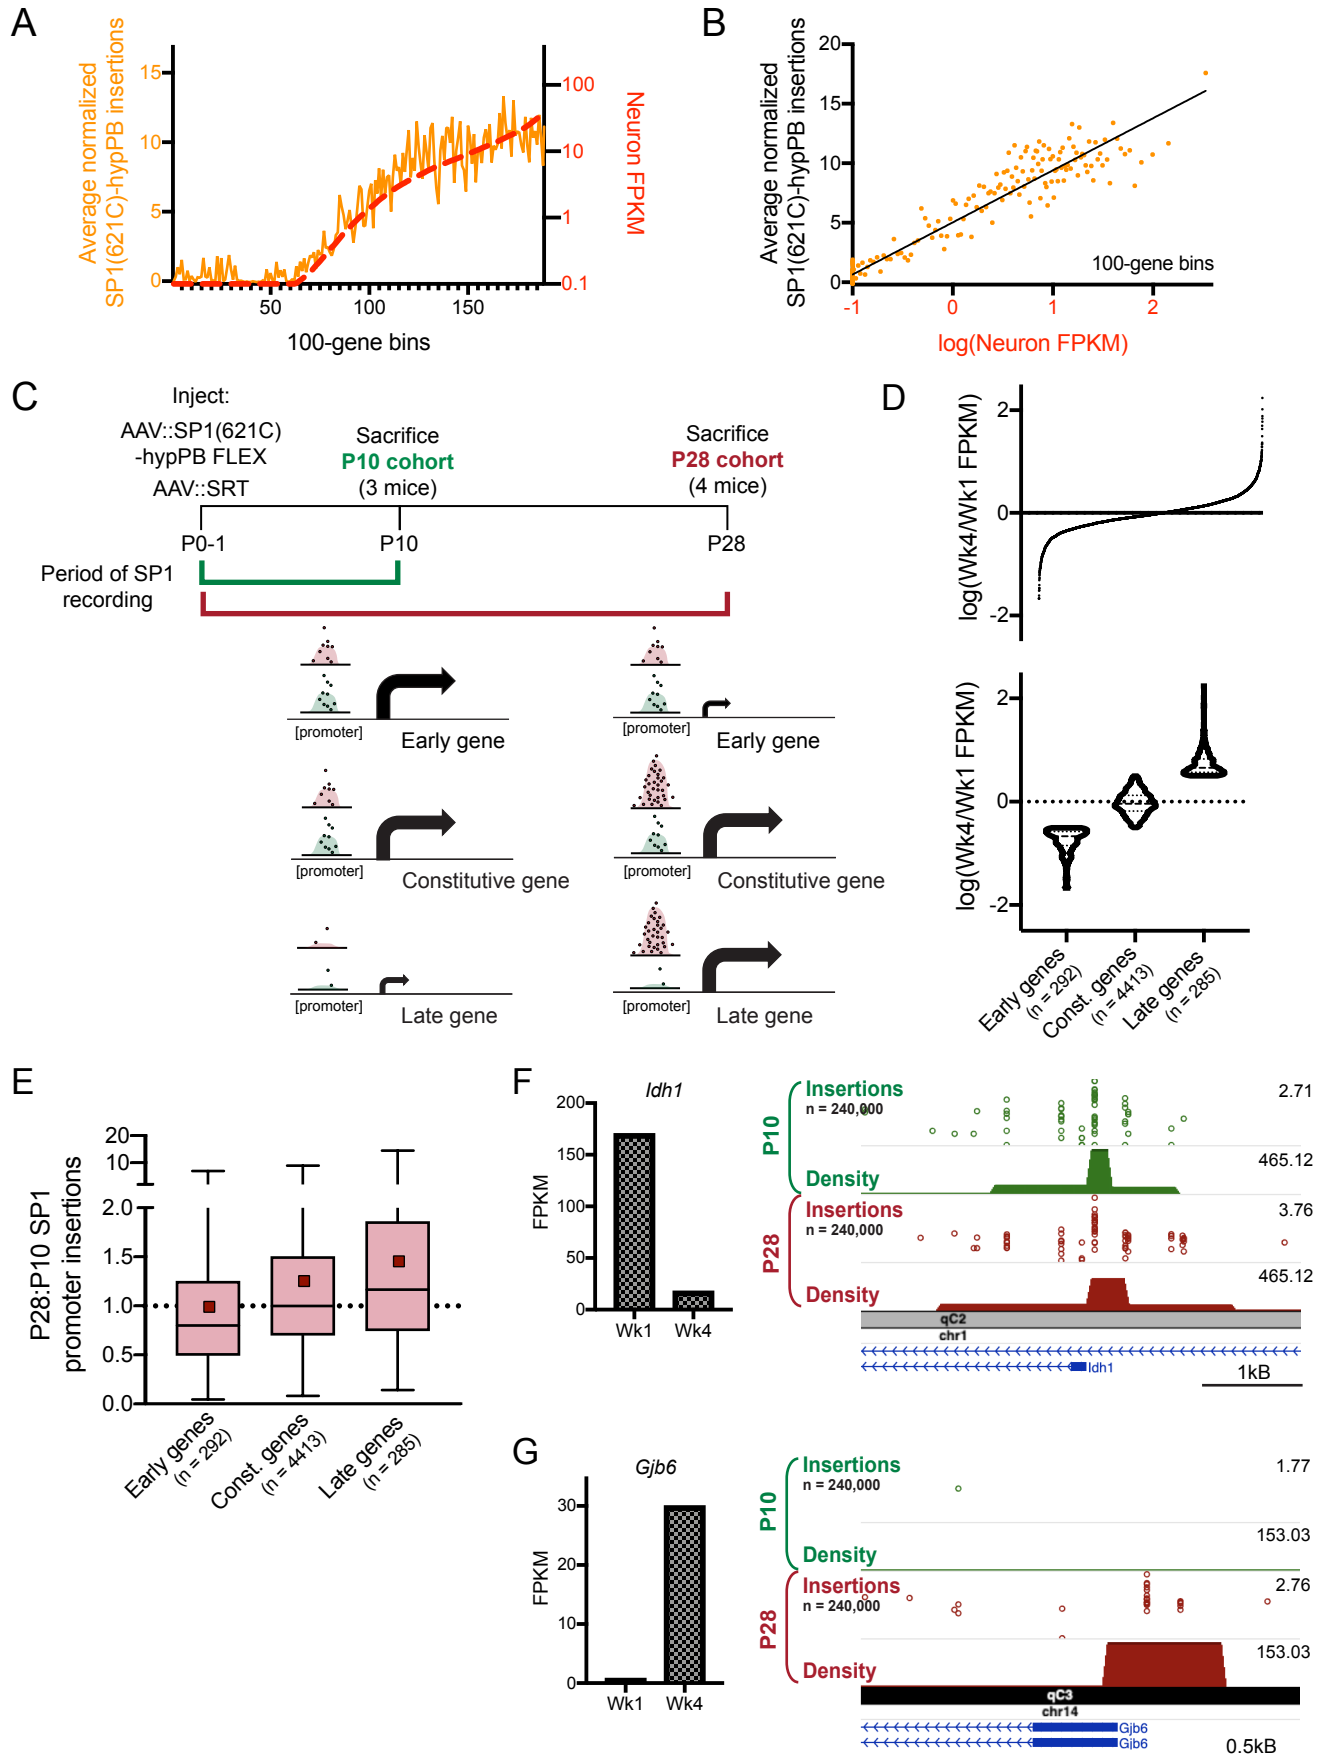 A
Average normalized
SP1(621C)-hypPB insertions
15
10
5
0
100
10
1
0.1
Neuron FPKM
50
100
150
100-gene bins
B
Average normalized
SP1(621C)-hypPB insertions
20
15
10
5
0
100-gene bins
-1
0
1
2
log(Neuron FPKM)
C
Inject:
AAV::SP1(621C)
-hypPB FLEX
AAV::SRT
Sacrifice
P10 cohort
(3 mice)
Sacrifice
P28 cohort
(4 mice)
P0-1
P10
P28
Period of SP1
recording
[promoter]
Early gene
[promoter]
Early gene
[promoter]
Constitutive gene
[promoter]
Constitutive gene
[promoter]
Late gene
[promoter]
Late gene
D
log(Wk4/Wk1 FPKM)
2
0
-2
log(Wk4/Wk1 FPKM)
2
0
-2
Early genes
(n = 292)
Const. genes
(n = 4413)
Late genes
(n = 285)
E
P28:P10 SP1
promoter insertions
20
10
2.0
1.5
1.0
0.5
0.0
Early genes
(n = 292)
Const. genes
(n = 4413)
Late genes
(n = 285)
F
Idh1
FPKM
200
150
100
50
0
Wk1
Wk4
P10
Insertions
n = 240,000
2.71
Density
465.12
P28
Insertions
n = 240,000
3.76
Density
465.12
qC2
chr1
Idh1
1kB
G
Gjb6
FPKM
30
20
10
0
Wk1
Wk4
P10
Insertions
n = 240,000
1.77
Density
153.03
P28
Insertions
n = 240,000
2.76
Density
153.03
qC3
chr14
Gjb6
Gjb6
0.5kB